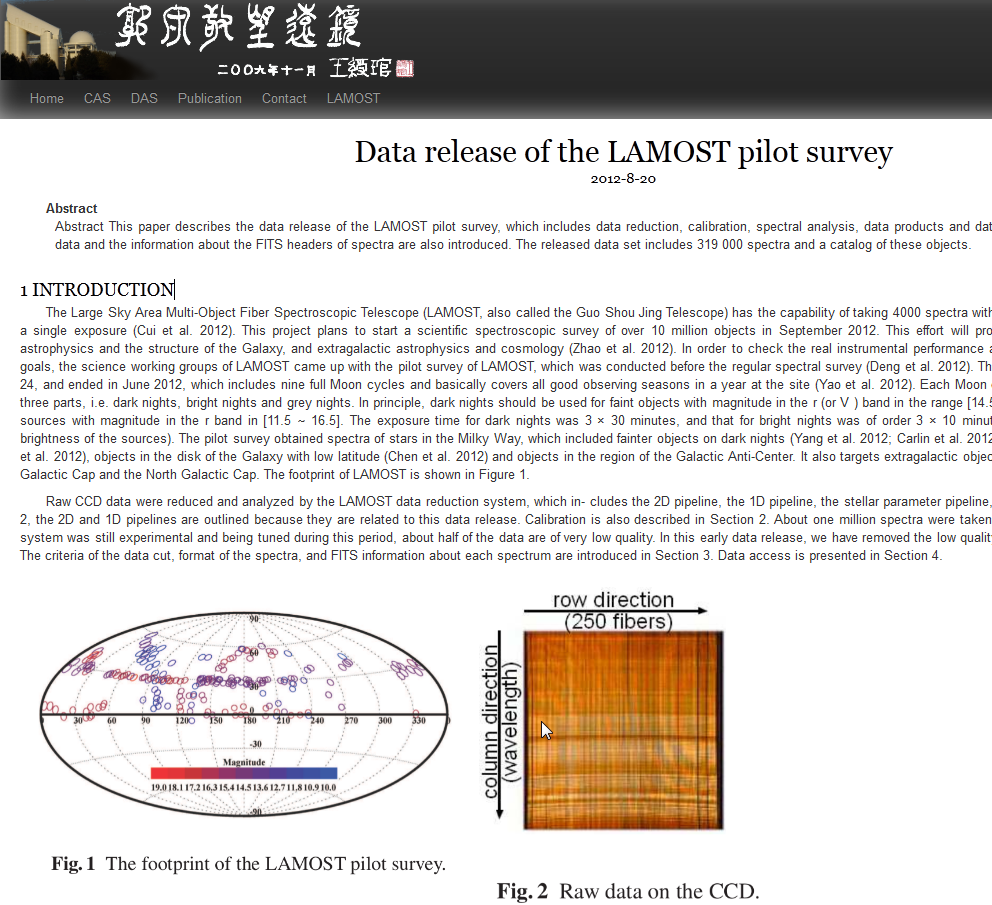 郭守敬望遠鏡
二〇〇九年十一月 王綬琯
Home CAS DAS Publication Contact LAMOST
Data release of the LAMOST pilot survey
2012-8-20
Abstract
Abstract This paper describes the data release of the LAMOST pilot survey, which includes data reduction, calibration, spectral analysis, data products and dat
data and the information about the FITS headers of spectra are also introduced. The released data set includes 319 000 spectra and a catalog of these objects.
1 INTRODUCTION
The Large Sky Area Multi-Object Fiber Spectroscopic Telescope (LAMOST, also called the Guo Shou Jing Telescope) has the capability of taking 4000 spectra with
a single exposure (Cui et al. 2012). This project plans to start a scientific spectroscopic survey of over 10 million objects in September 2012. This effort will pro
astrophysics and the structure of the Galaxy, and extragalactic astrophysics and cosmology (Zhao et al. 2012). In order to check the real instrumental performance a
goals, the science working groups of LAMOST came up with the pilot survey of LAMOST, which was conducted before the regular spectral survey (Deng et al. 2012). Th
24, and ended in June 2012, which includes nine full Moon cycles and basically covers all good observing seasons in a year at the site (Yao et al. 2012). Each Moon
three parts, i.e. dark nights, bright nights and grey nights. In principle, dark nights should be used for faint objects with magnitude in the r (or V ) band in the range [14.5
sources with magnitude in the r band in [11.5 ~ 16.5]. The exposure time for dark nights was 3 × 30 minutes, and that for bright nights was of order 3 × 10 minut
brightness of the sources). The pilot survey obtained spectra of stars in the Milky Way, which included fainter objects on dark nights (Yang et al. 2012; Carlin et al. 2012
et al. 2012), objects in the disk of the Galaxy with low latitude (Chen et al. 2012) and objects in the region of the Galactic Anti-Center. It also targets extragalactic objec
Galactic Cap and the North Galactic Cap. The footprint of LAMOST is shown in Figure 1.
Raw CCD data were reduced and analyzed by the LAMOST data reduction system, which in- cludes the 2D pipeline, the 1D pipeline, the stellar parameter pipeline,
2, the 2D and 1D pipelines are outlined because they are related to this data release. Calibration is also described in Section 2. About one million spectra were taken
system was still experimental and being tuned during this period, about half of the data are of very low quality. In this early data release, we have removed the low qualit
The criteria of the data cut, format of the spectra, and FITS information about each spectrum are introduced in Section 3. Data access is presented in Section 4.
90
60
30
0
30 60 90 120 150 180 210 240 270 300 330
-30
Magnitude
19.0 18.1 17.2 16.3 15.4 14.5 13.6 12.7 11.8 10.9 10.0
-90
row direction
(250 fibers)
column direction
(wavelength)
Fig. 1 The footprint of the LAMOST pilot survey.
Fig. 2 Raw data on the CCD.